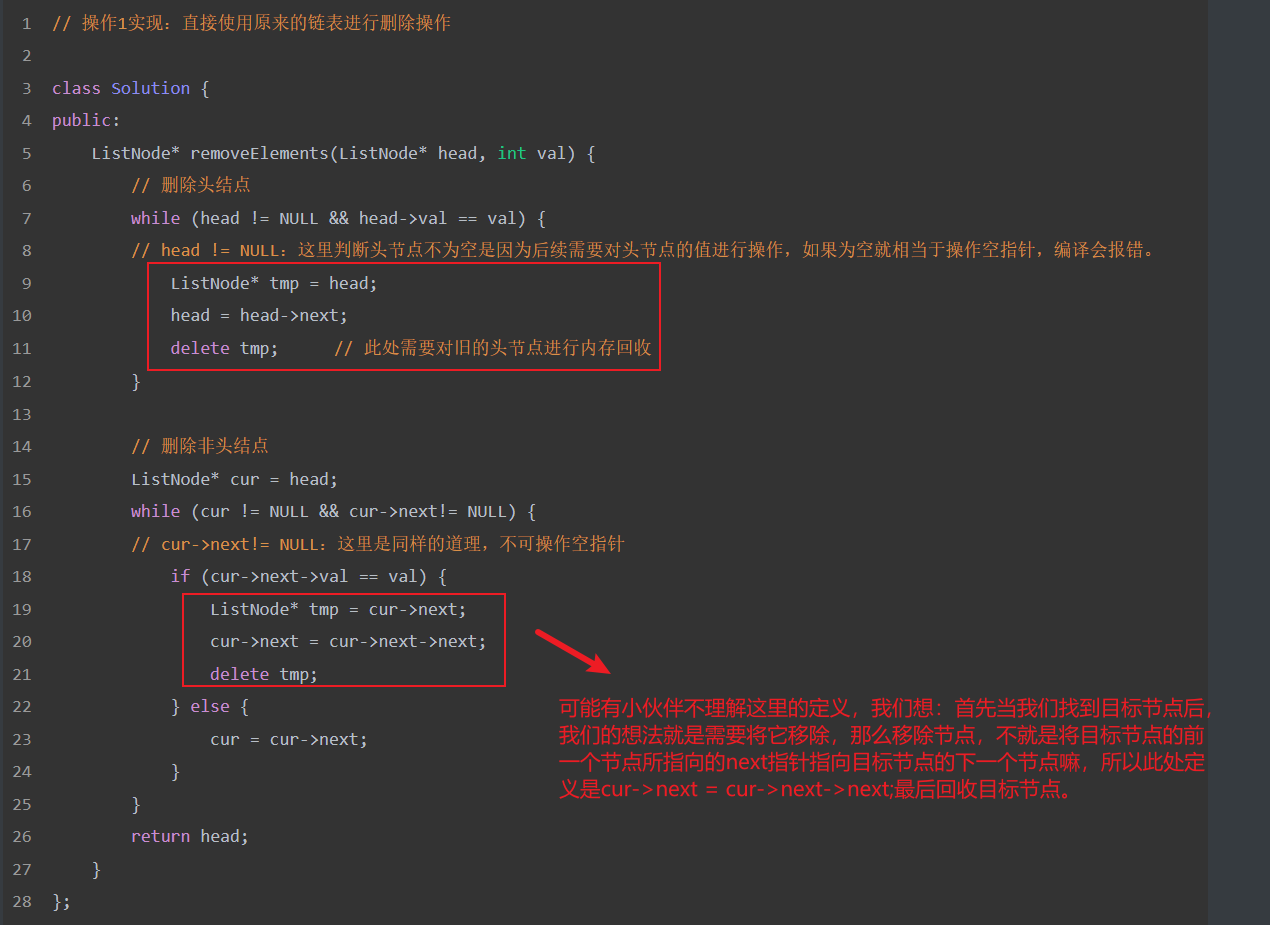 1 // 操作1实现：直接使用原来的链表进行删除操作
2
3 class Solution {
4 public:
5     ListNode* removeElements(ListNode* head, int val) {
6         // 删除头结点
7         while (head != NULL && head->val == val) {
8         // head != NULL：这里判断头节点不为空是因为后续需要对头节点的值进行操作，如果为空就相当于操作空指针，编译会报错。
9             ListNode* tmp = head;
10             head = head->next;
11             delete tmp;      // 此处需要对旧的头节点进行内存回收
12         }
13
14         // 删除非头结点
15         ListNode* cur = head;
16         while (cur != NULL && cur->next!= NULL) {
17         // cur->next!= NULL：这里是同样的道理，不可操作空指针
18             if (cur->next->val == val) {
19                 ListNode* tmp = cur->next;
20                 cur->next = cur->next->next;
21                 delete tmp;
22             } else {
23                 cur = cur->next;
24             }
25         }
26         return head;
27     }
28 };
可能有小伙伴不理解这里的定义，我们想：首先当我们找到目标节点后，
我们的想法就是需要将它移除，那么移除节点，不就是将目标节点的前
一个节点所指向的next指针指向目标节点的下一个节点嘛，所以此处定
义是cur->next = cur->next->next;最后回收目标节点。